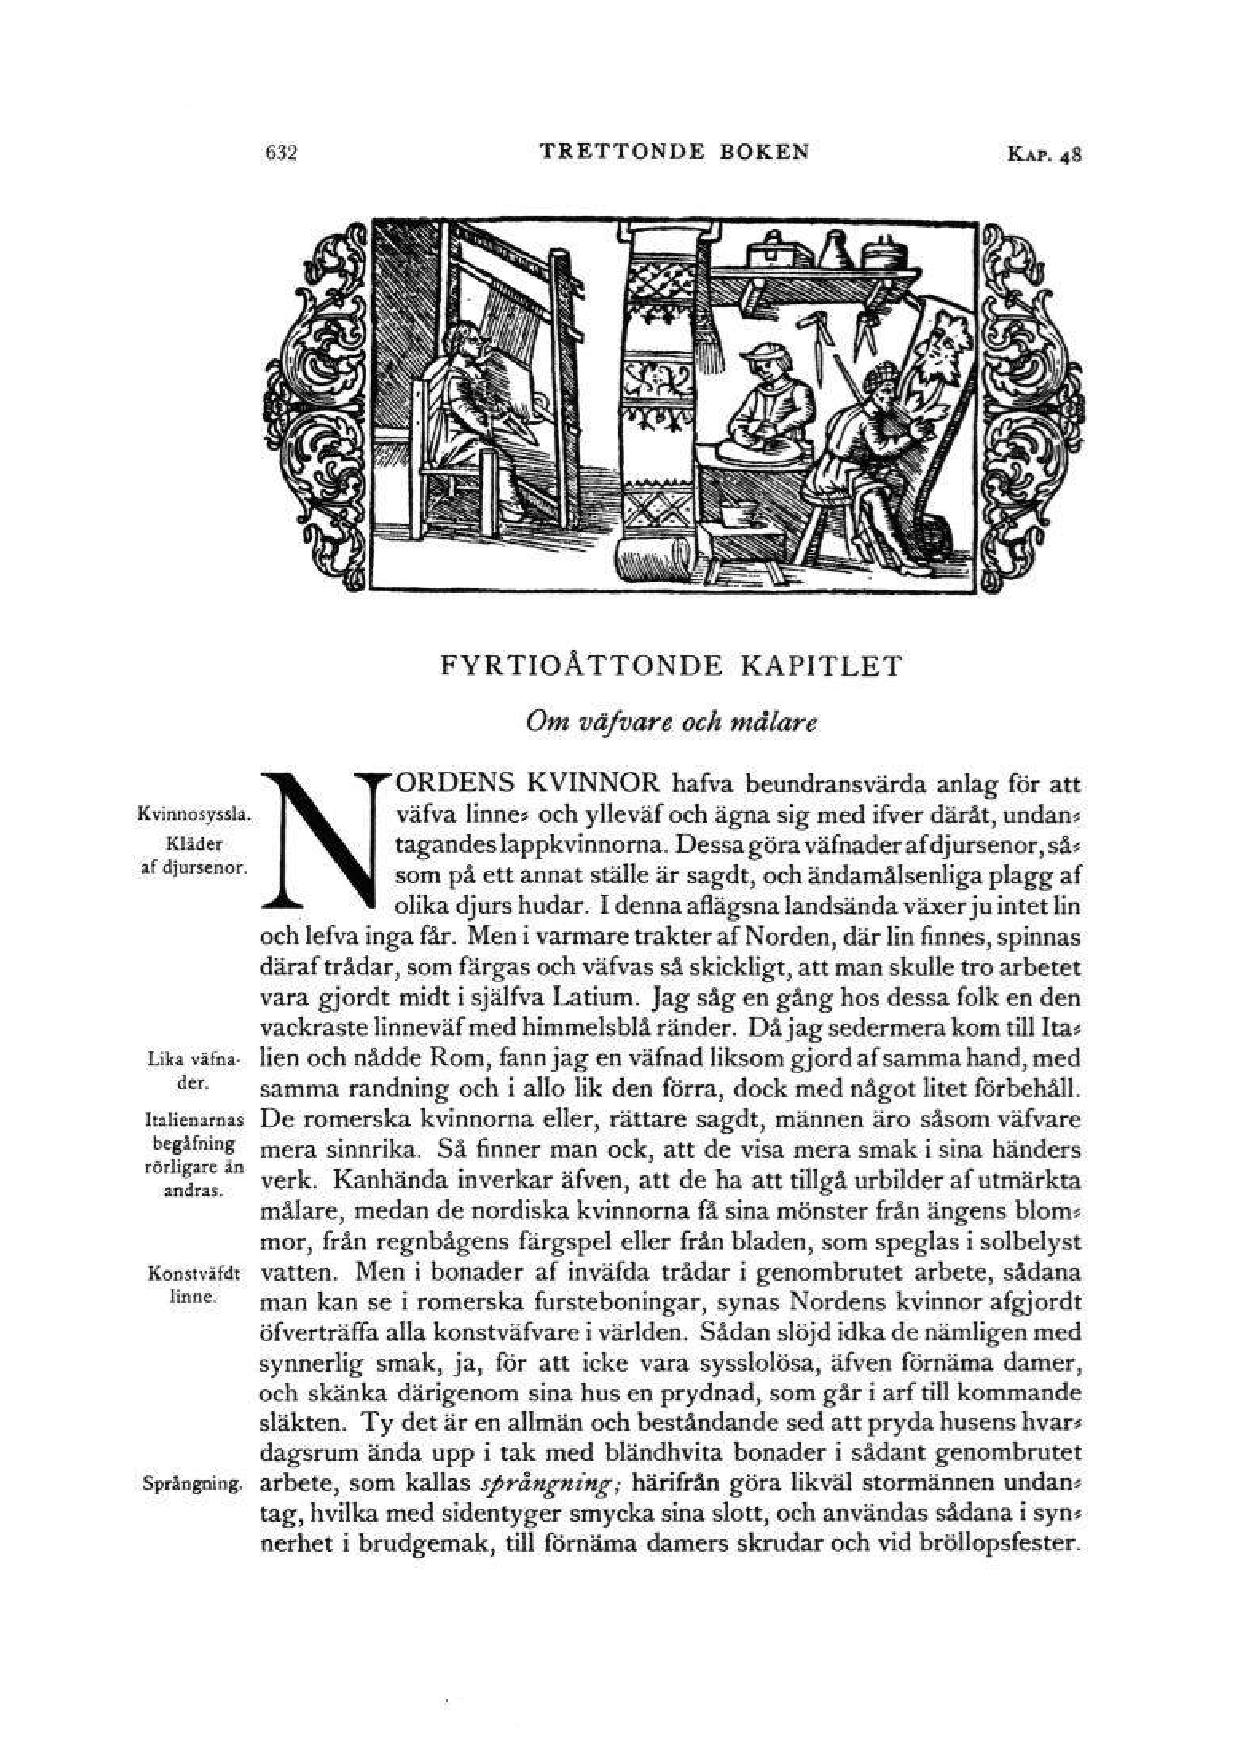 632 TRETTONDE BOKEN KAP. 48
FYRTIOÅTTONDE KAPITLET
Om väfvare och målare
NORDENS KVINNOR hafva beundransvärda anlag för att
Kvinnosyssla.
väfva linne- och ylleväf och ägna sig med ifver däråt, undan-
Kläder
tagandes lappkvinnorna. Dessa göra väfnader af djursenor, så-
af djursenor.
som på ett annat ställe är sagdt, och ändamålsenliga plagg af
olika djurs hudar. I denna aflägsna landsända växer ju intet lin
och lefva inga får. Men i varmare trakter af Norden, där lin finnes, spinnas
däraf trådar, som färgas och väfvas så skickligt, att man skulle tro arbetet
vara gjordt midt i själfva Latium. Jag såg en gång hos dessa folk en den
vackraste linneväf med himmelsblå ränder. Då jag sedermera kom till Ita-
Lika väfna-
lien och nådde Rom, fann jag en väfnad liksom gjord af samma hand, med
der.
samma randning och i allo lik den förra, dock med något litet förbehåll.
Italienarnas
De romerska kvinnorna eller, rättare sagdt, männen äro såsom väfvare
begåfning
mera sinnrika. Så finner man ock, att de visa mera smak i sina händers
rörligare än
verk. Kanhända inverkar äfven, att de ha att tillgå urbilder af utmärkta
andras.
målare, medan de nordiska kvinnorna få sina mönster från ängens blom-
mor, från regnbågens färgspel eller från bladen, som speglas i solbelyst
Konstväfdt
vatten. Men i bonader af inväfda trådar i genombrutet arbete, sådana
linne.
man kan se i romerska fursteboningar, synas Nordens kvinnor afgjordt
öfverträffa alla konstväfvare i världen. Sådan slöjd idka de nämligen med
synnerlig smak, ja, för att icke vara sysslolösa, äfven förnäma damer,
och skänka därigenom sina hus en prydnad, som går i arf till kommande
släkten. Ty det är en allmän och beståndande sed att pryda husens hvar-
dagsrum ända upp i tak med bländhvita bonader i sådant genombrutet
Språngning.
arbete, som kallas språngning; härifrån göra likväl stormännen undan-
tag, hvilka med sidentyger smycka sina slott, och användas sådana i syn-
nerhet i brudgemak, till förnäma damers skrudar och vid bröllopsfester.